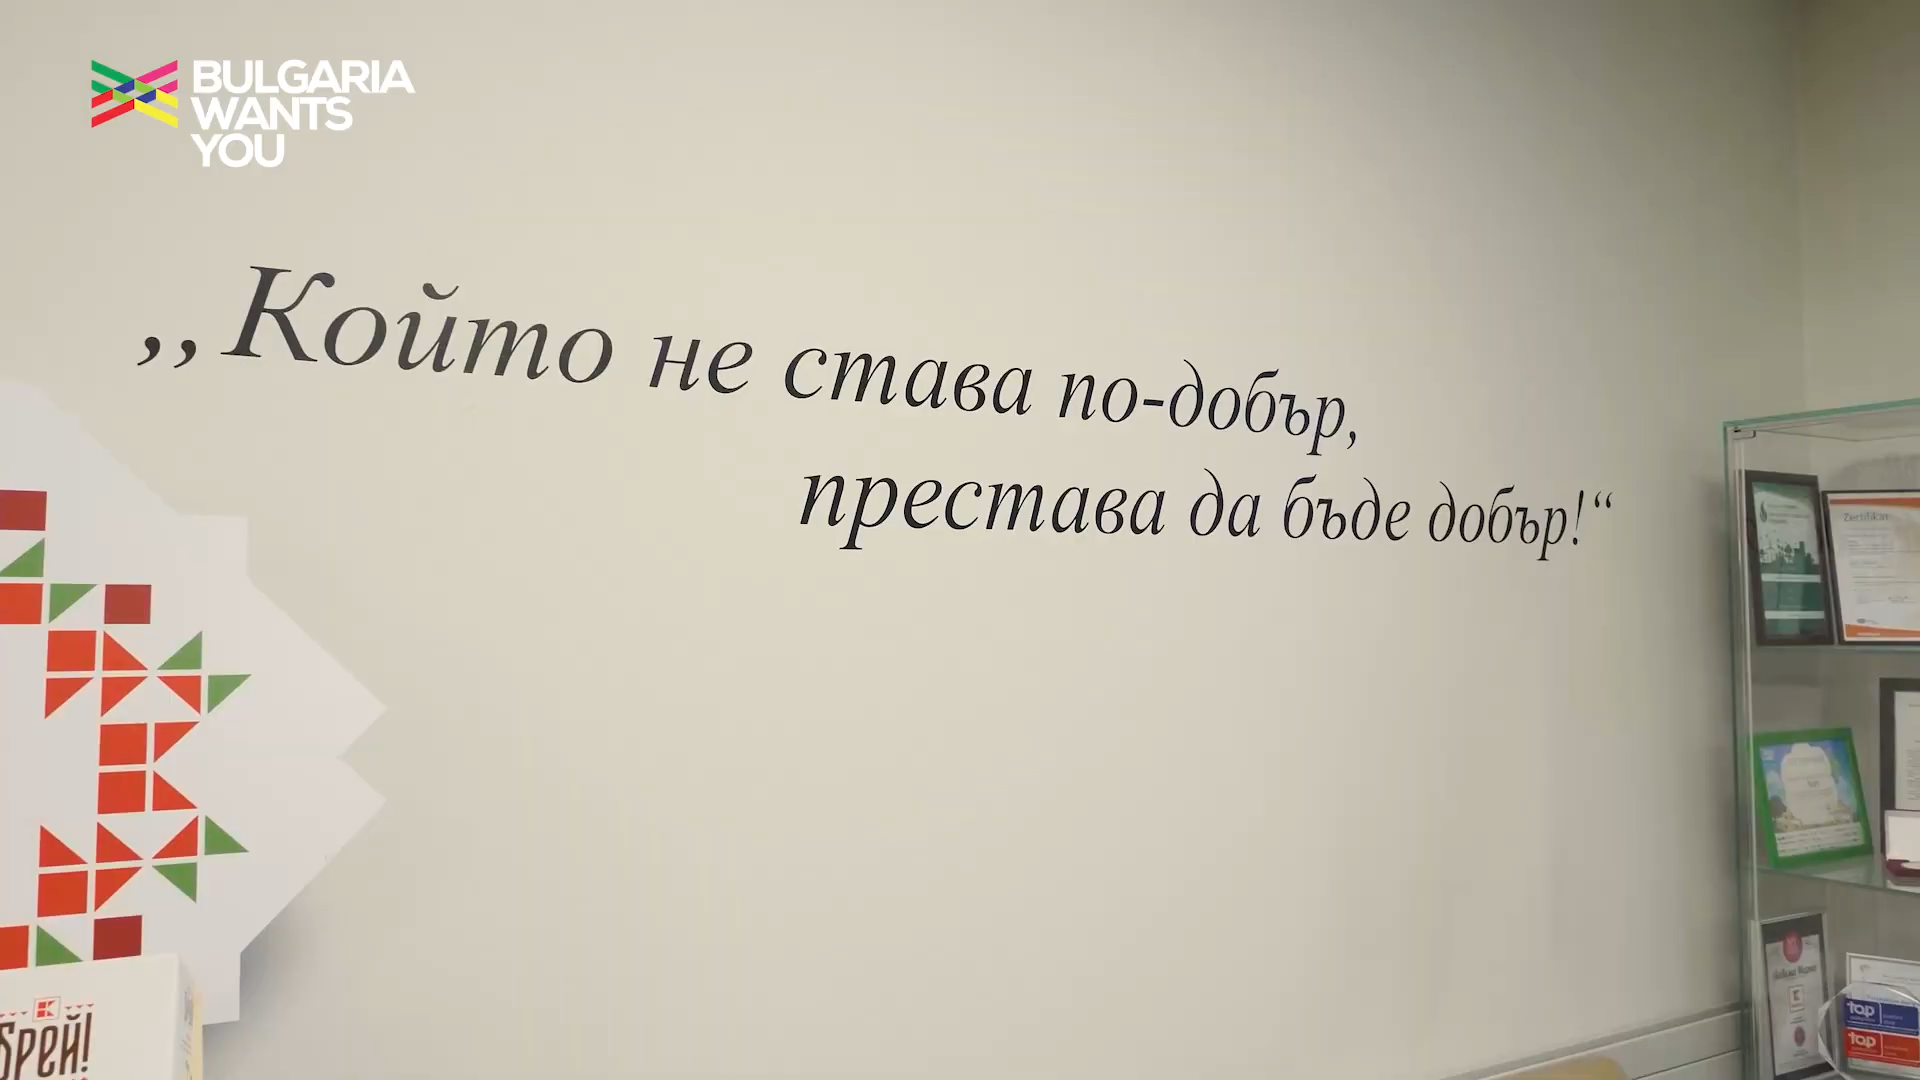 BULGARIA
WANTS
YOU
,,Който не става по-добър,
престава да бъде добър!“
Zertifikat
брей!
top
top